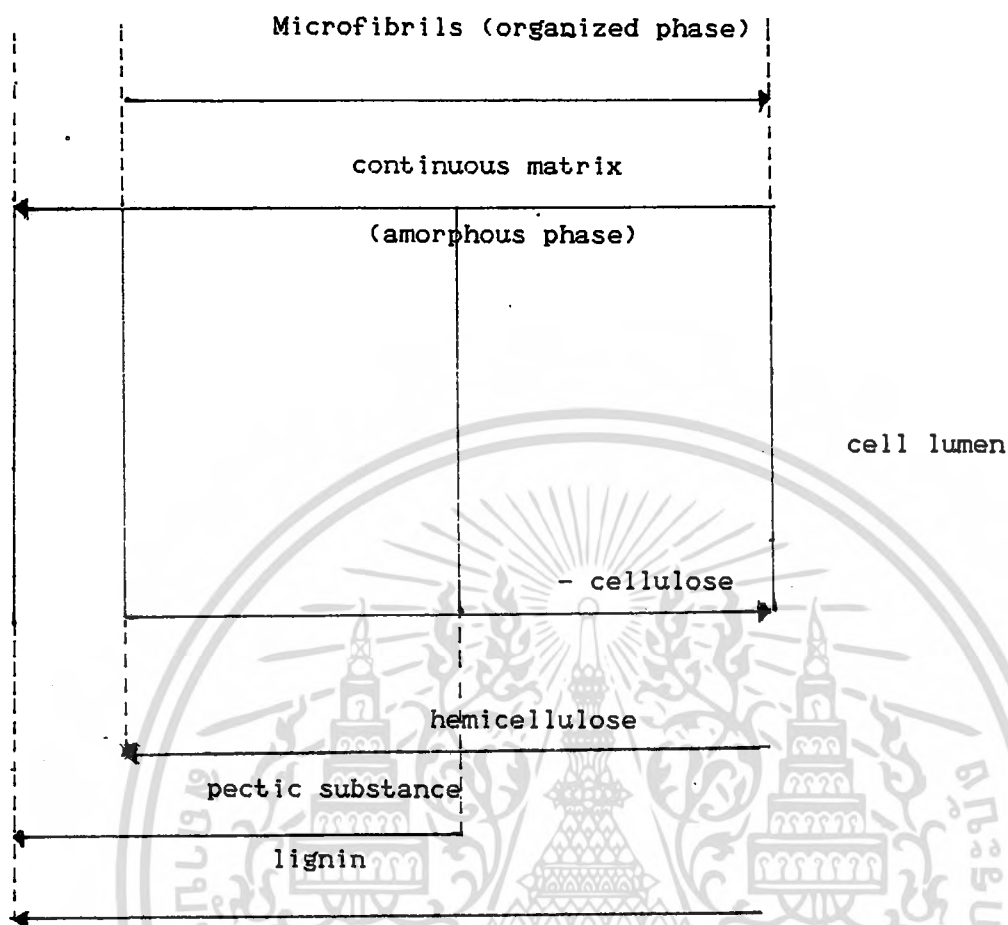 Microfibrils (organized phase)
continuous matrix
(amorphous phase)
cell lumen
- cellulose
hemicellulose
pectic substance
lignin